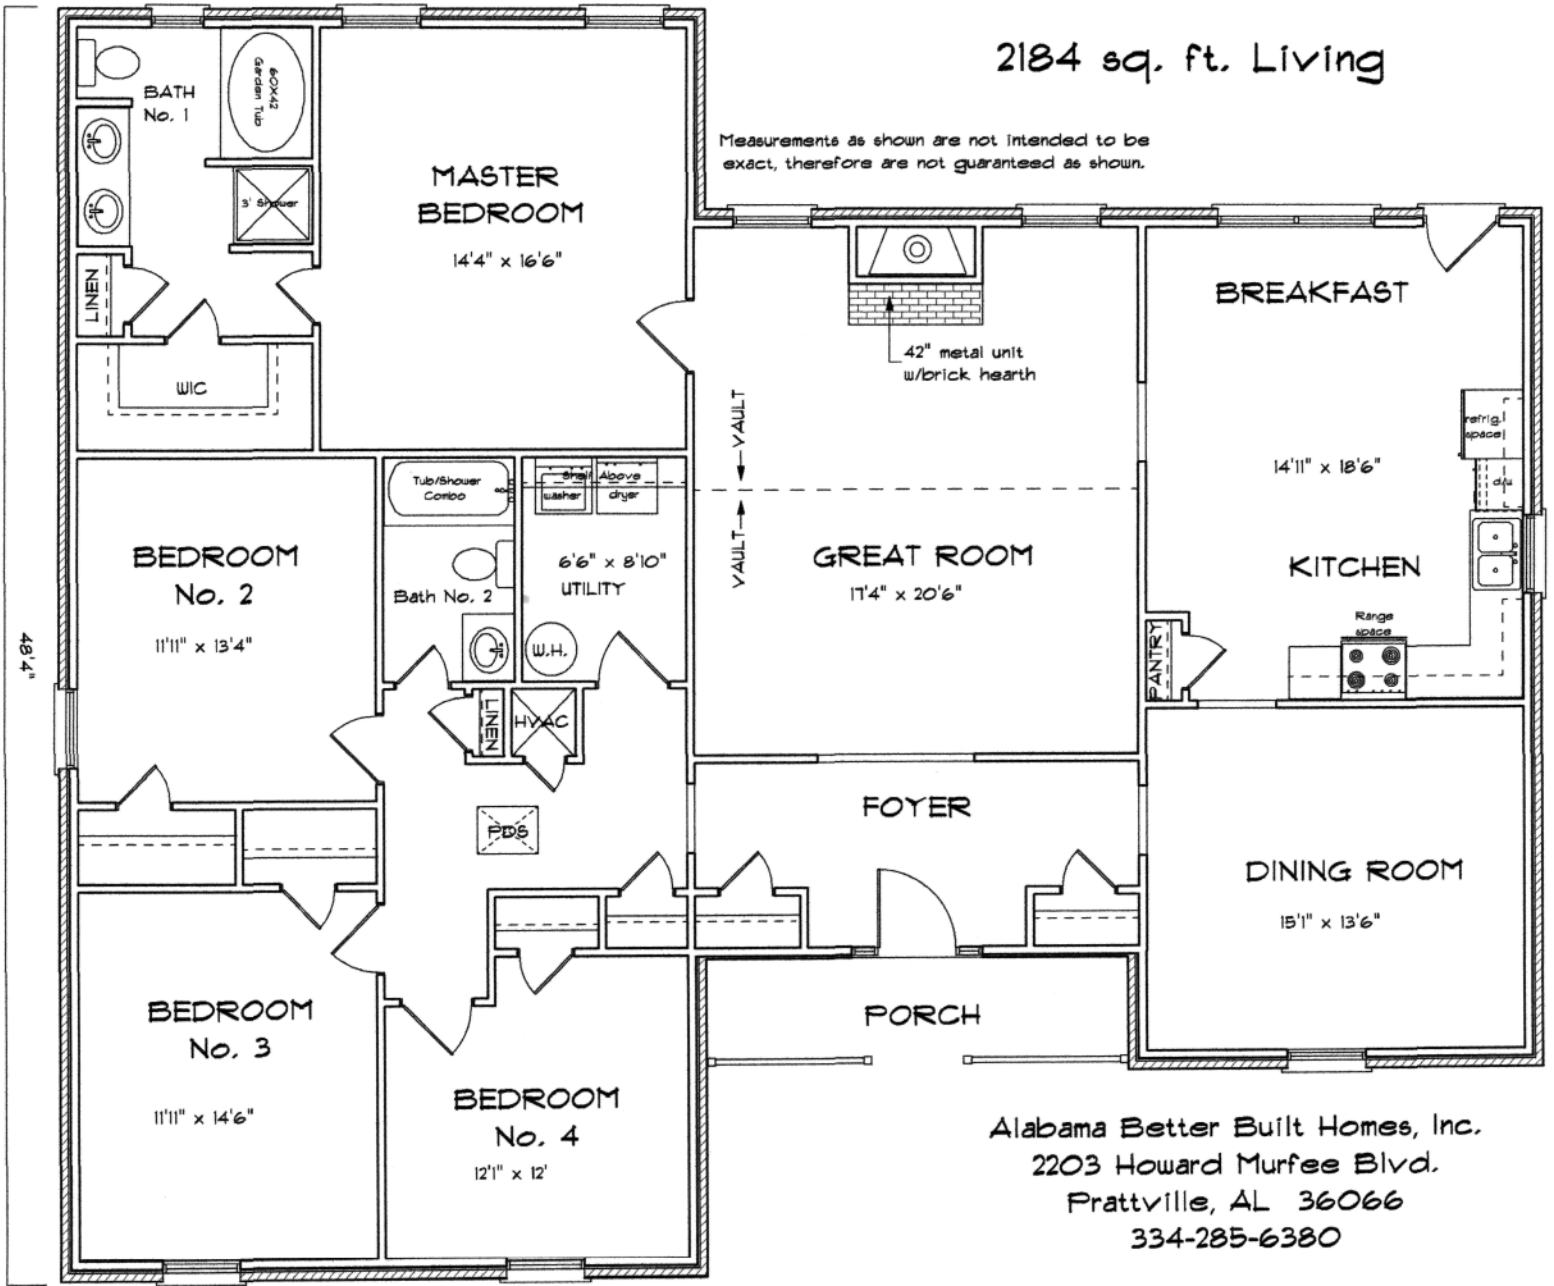 2184 sq. ft. Living
Measurements as shown are not intended to be
exact, therefore are not guaranteed as shown.
BATH
No. 1
60X42
Garden Tub
3' Shower
LINEN
WIC
MASTER
BEDROOM
14'4" x 16'6"
42" metal unit
w/brick hearth
VAULT
VAULT
GREAT ROOM
17'4" x 20'6"
BREAKFAST
14'11" x 18'6"
refrig.
space
d/w
KITCHEN
Range
space
PANTRY
BEDROOM
No. 2
11'11" x 13'4"
Tub/Shower
Combo
Bath No. 2
Shelf Above
washer
dryer
6'6" x 8'10"
UTILITY
W.H.
LINEN
HVAC
PDS
48'4"
FOYER
DINING ROOM
15'1" x 13'6"
PORCH
BEDROOM
No. 3
11'11" x 14'6"
BEDROOM
No. 4
12'1" x 12'
Alabama Better Built Homes, Inc.
2203 Howard Murfee Blvd.
Prattville, AL 36066
334-285-6380